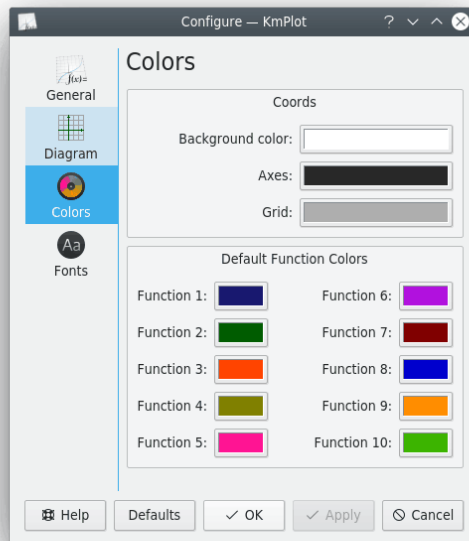 Configure — KmPlot
f(x)=
General
Diagram
Colors
Aa
Fonts
Colors
Coords
Background color:
Axes:
Grid:
Default Function Colors
Function 1:
Function 6:
Function 2:
Function 7:
Function 3:
Function 8:
Function 4:
Function 9:
Function 5:
Function 10:
Help
Defaults
OK
Apply
Cancel